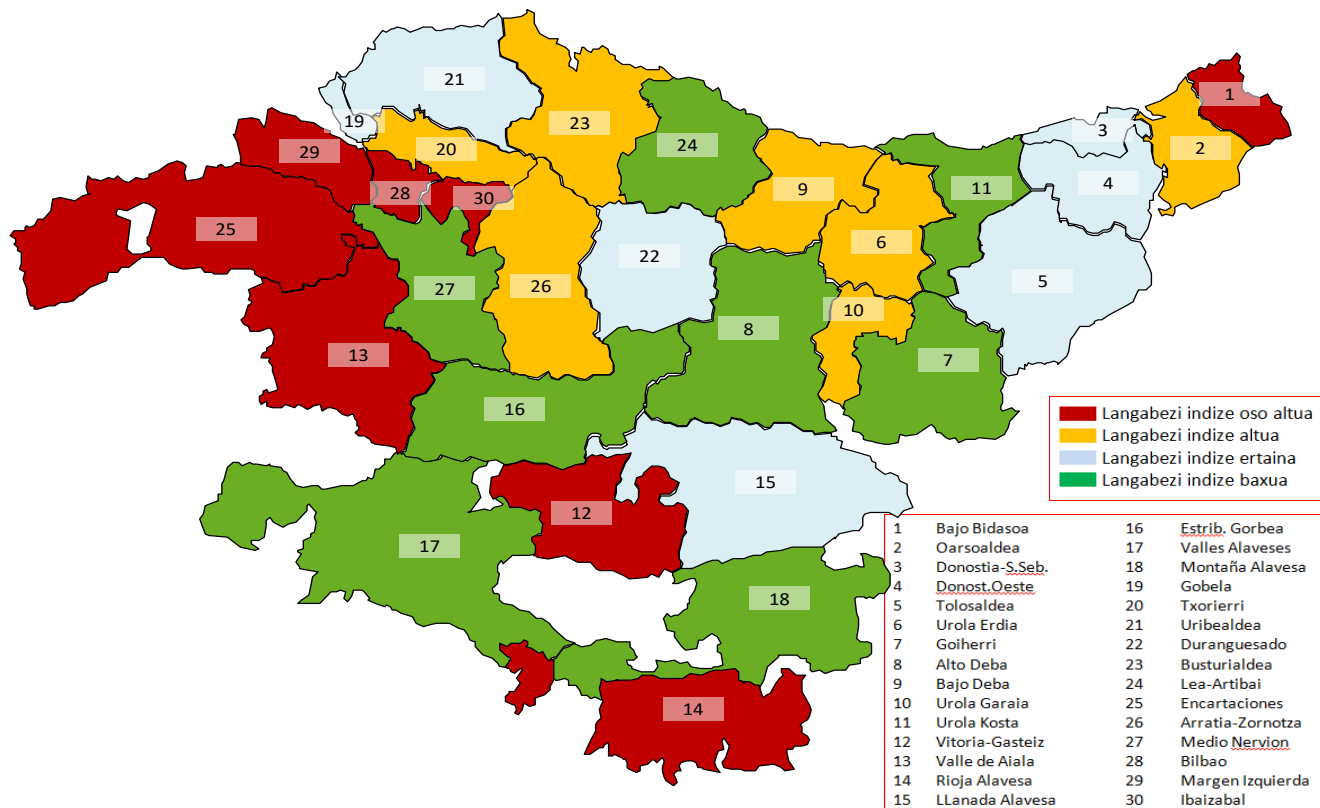 21
1
19
23
3
20
24
2
29
4
28
9
11
30
25
6
22
5
27
26
10
8
13
7
16
15
12
17
18
14
Langabezi indize oso altua
Langabezi indize altua
Langabezi indize ertaina
Langabezi indize baxua
1 Bajo Bidasoa 16 Estrib. Gorbea
2 Oarsoaldea 17 Valles Alaveses
3 Donostia-S.Seb. 18 Montaña Alavesa
4 Donost.Oeste 19 Gobela
5 Tolosaldea 20 Txorierri
6 Urola Erdia 21 Uribealdea
7 Goiherri 22 Duranguesado
8 Alto Deba 23 Busturialdea
9 Bajo Deba 24 Lea-Artibai
10 Urola Garaia 25 Encartaciones
11 Urola Kosta 26 Arratia-Zornotza
12 Vitoria-Gasteiz 27 Medio Nervion
13 Valle de Aiala 28 Bilbao
14 Rioja Alavesa 29 Margen Izquierda
15 LLanada Alavesa 30 Ibaizabal